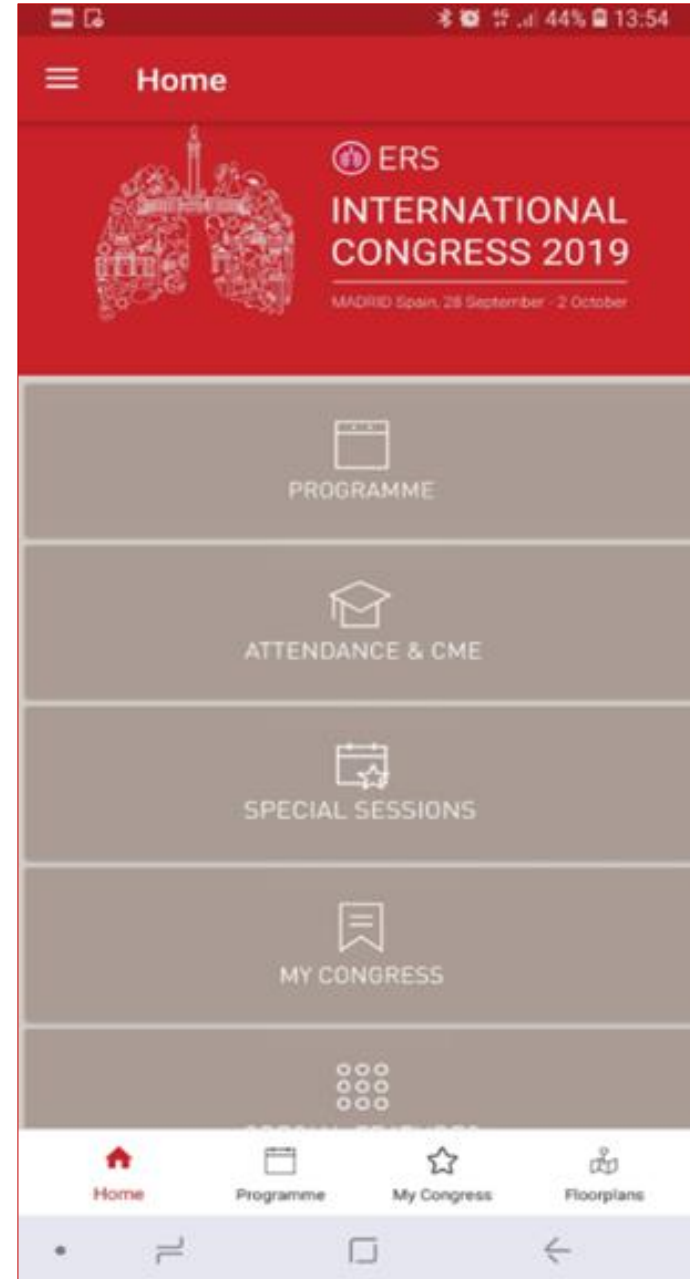 44% 13:54
Home
ERS
INTERNATIONAL
CONGRESS 2019
MADRID Spain, 28 September - 2 October
PROGRAMME
ATTENDANCE & CME
SPECIAL SESSIONS
MY CONGRESS
Home Programme My Congress Floorplans